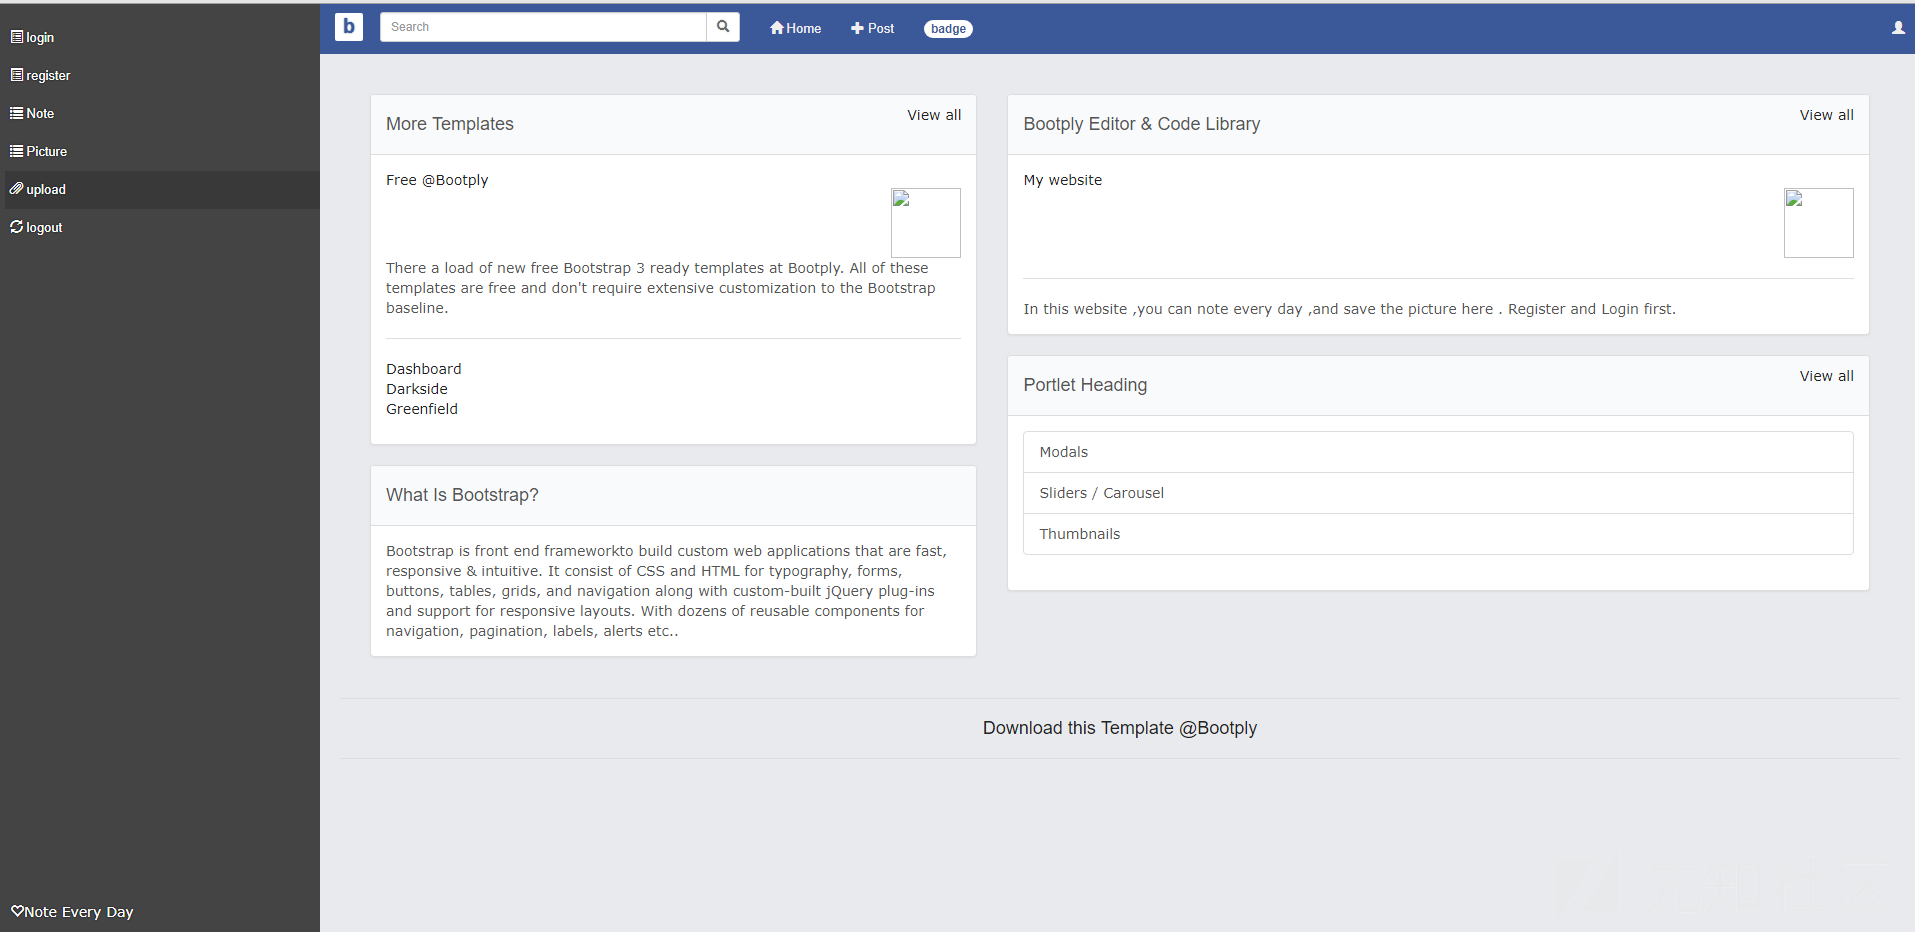 login
register
Note
Picture
upload
logout
Note Every Day
b
Search
Home
Post
badge
More Templates
View all
Free @Bootply
There a load of new free Bootstrap 3 ready templates at Bootply. All of these
templates are free and don't require extensive customization to the Bootstrap
baseline.
Dashboard
Darkside
Greenfield
What Is Bootstrap?
Bootstrap is front end frameworkto build custom web applications that are fast,
responsive & intuitive. It consist of CSS and HTML for typography, forms,
buttons, tables, grids, and navigation along with custom-built jQuery plug-ins
and support for responsive layouts. With dozens of reusable components for
navigation, pagination, labels, alerts etc..
Bootply Editor & Code Library
View all
My website
In this website ,you can note every day ,and save the picture here . Register and Login first.
Portlet Heading
View all
Modals
Sliders / Carousel
Thumbnails
Download this Template @Bootply